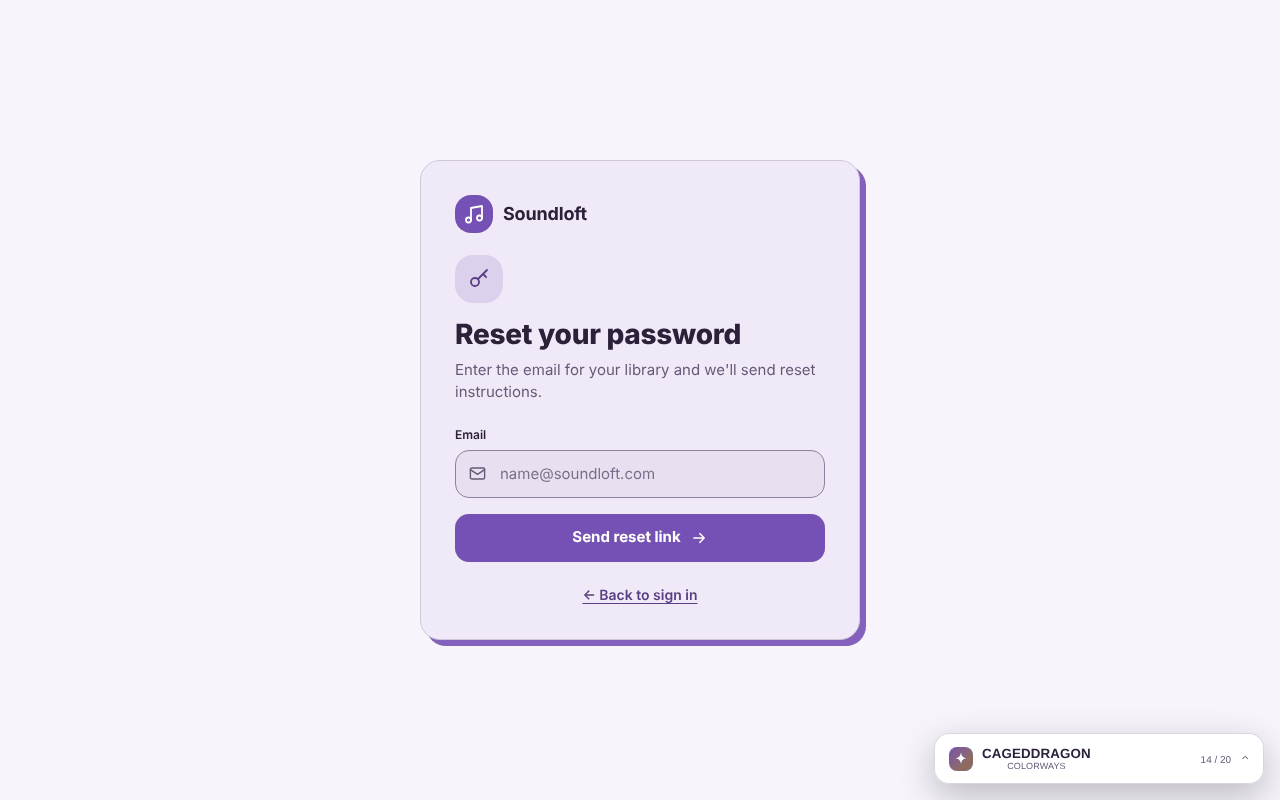 Soundloft
Reset your password
Enter the email for your library and we'll send reset
instructions.
Email
name@soundloft.com
Send reset link →
← Back to sign in
CAGEDDRAGON
COLORWAYS
14 / 20